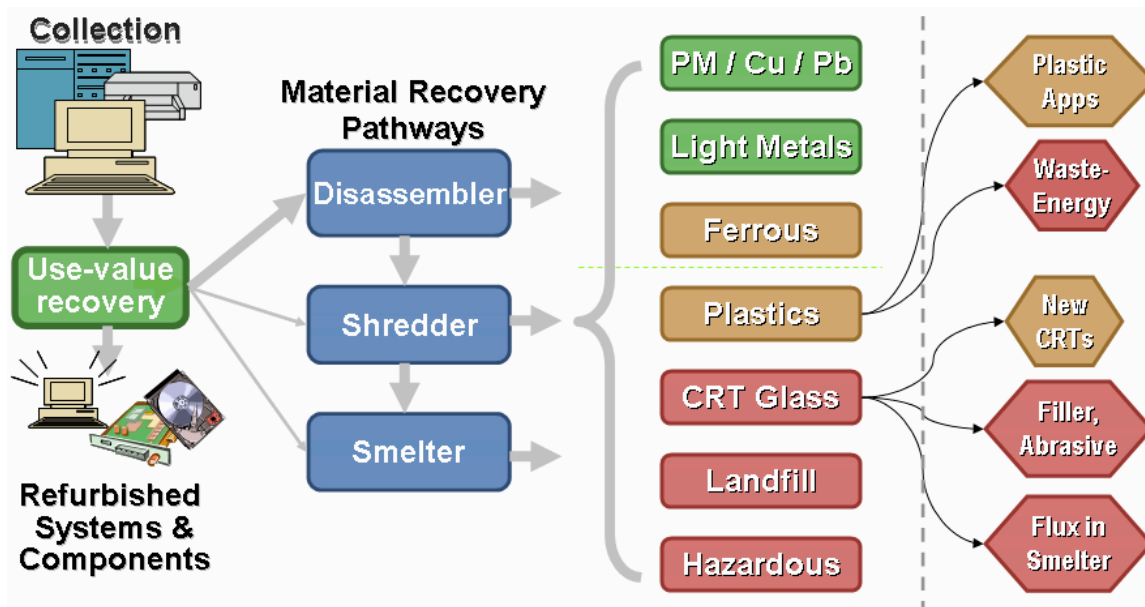 Collection
Use-value
recovery
Refurbished
Systems &
Components
Material Recovery
Pathways
Disassembler
Shredder
Smelter
PM / Cu / Pb
Light Metals
Ferrous
Plastics
CRT Glass
Landfill
Hazardous
Plastic
Apps
Waste-
Energy
New
CRTs
Filler,
Abrasive
Flux in
Smelter